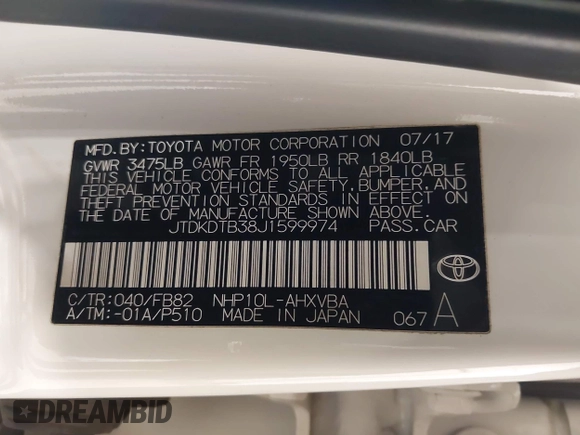 MFD. BY: TOYOTA MOTOR CORPORATION 07/17
GVWR 3475LB GAWR FR 1950LB RR 1840LB
THIS VEHICLE CONFORMS TO ALL APPLICABLE
FEDERAL MOTOR VEHICLE SAFETY, BUMPER, AND
THEFT PREVENTION STANDARDS IN EFFECT ON
THE DATE OF MANUFACTURE SHOWN ABOVE.
JTDKDTB38J1599974 PASS. CAR
C/TR: 040/FB82 NHP10L-AHXVBA
A/TM: -01A/P510 MADE IN JAPAN 067 A
DREAMBID